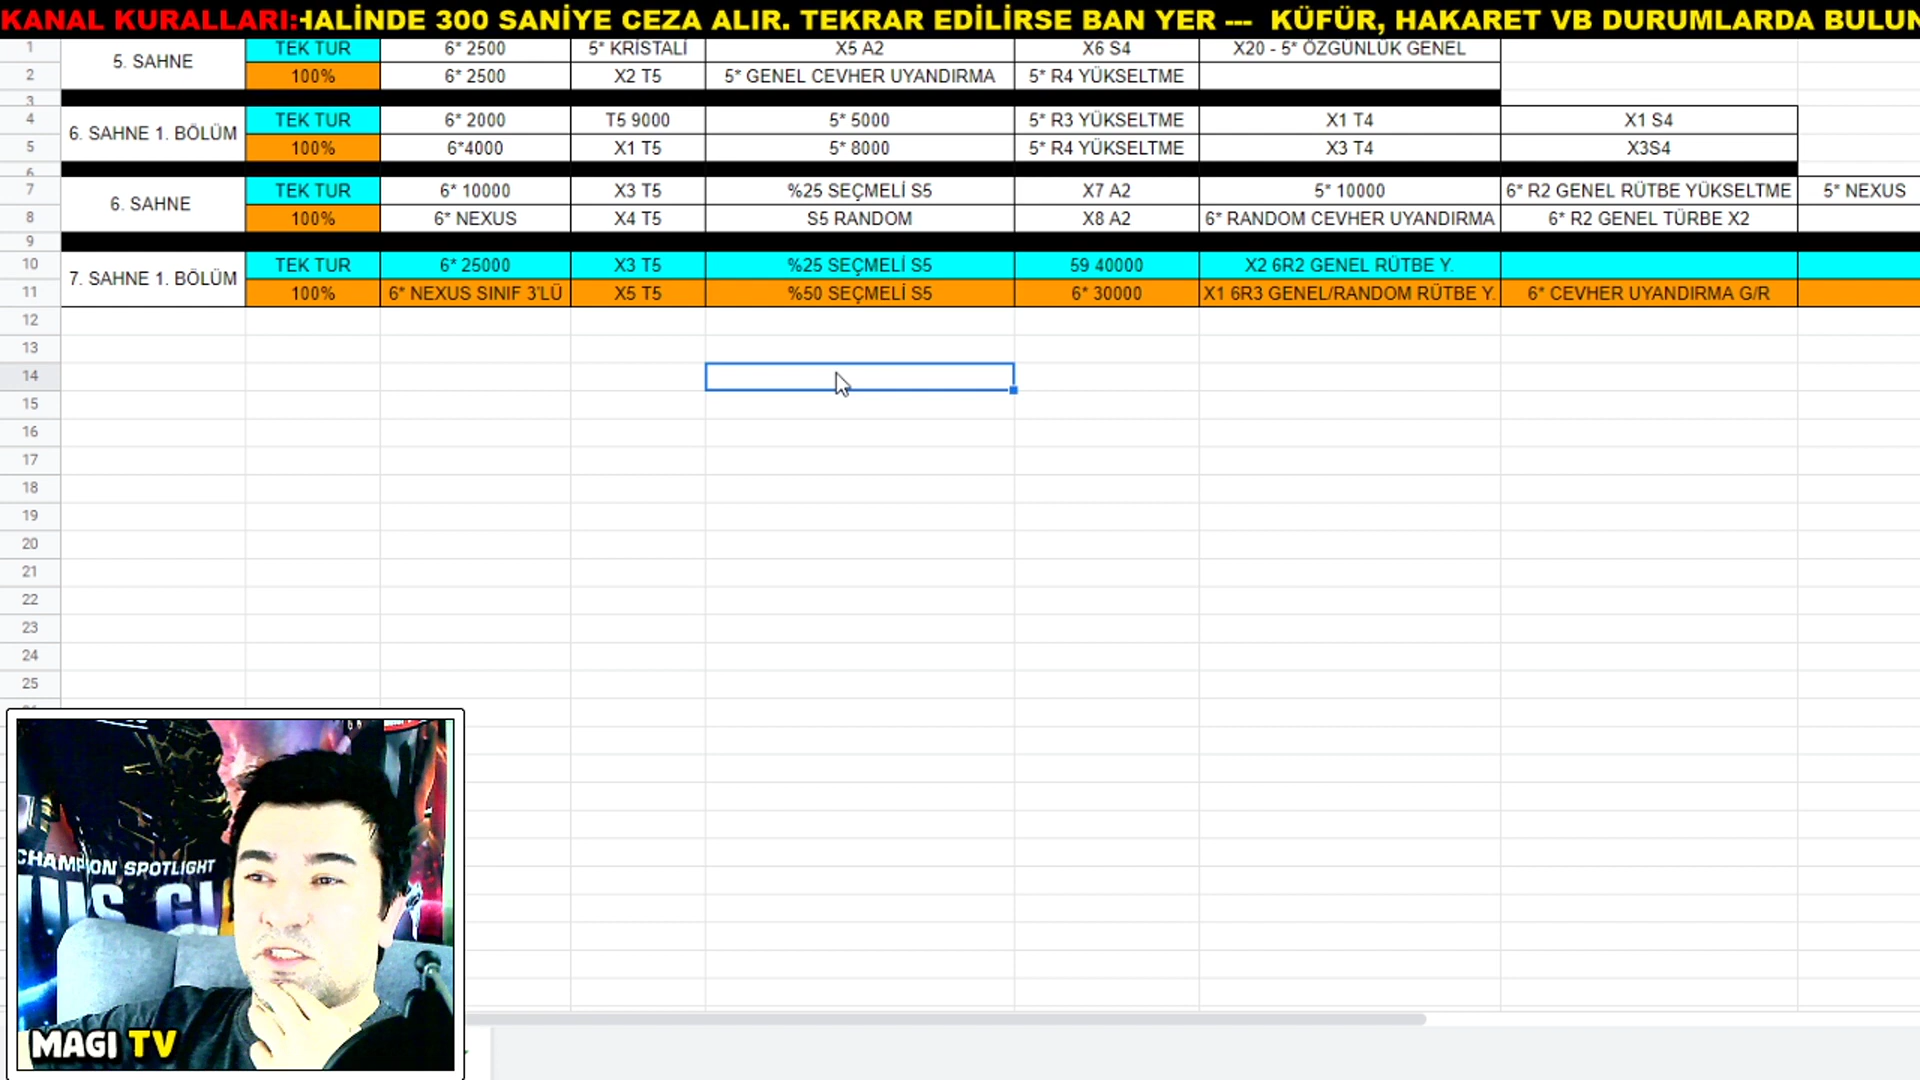 KANAL KURALLARI: HALİNDE 300 SANİYE CEZA ALIR. TEKRAR EDİLİRSE BAN YER --- KÜFÜR, HAKARET VB DURUMLARDA BULUN
1 TEK TUR 6* 2500 5* KRİSTALİ X5 A2 X6 S4 X20 - 5* ÖZGÜNLÜK GENEL
5. SAHNE
2 100% 6* 2500 X2 T5 5* GENEL CEVHER UYANDIRMA 5* R4 YÜKSELTME
3
4 TEK TUR 6* 2000 T5 9000 5* 5000 5* R3 YÜKSELTME X1 T4 X1 S4
6. SAHNE 1. BÖLÜM
5 100% 6*4000 X1 T5 5* 8000 5* R4 YÜKSELTME X3 T4 X3S4
6
7 TEK TUR 6* 10000 X3 T5 %25 SEÇMELİ S5 X7 A2 5* 10000 6* R2 GENEL RÜTBE YÜKSELTME 5* NEXUS
6. SAHNE
8 100% 6* NEXUS X4 T5 S5 RANDOM X8 A2 6* RANDOM CEVHER UYANDIRMA 6* R2 GENEL TÜRBE X2
9
10 TEK TUR 6* 25000 X3 T5 %25 SEÇMELİ S5 59 40000 X2 6R2 GENEL RÜTBE Y.
7. SAHNE 1. BÖLÜM
11 100% 6* NEXUS SINIF 3'LÜ X5 T5 %50 SEÇMELİ S5 6* 30000 X1 6R3 GENEL/RANDOM RÜTBE Y. 6* CEVHER UYANDIRMA G/R
12
13
14
15
16
17
18
19
20
21
22
23
24
25
CHAMPION SPOTLIGHT
MAGI TV